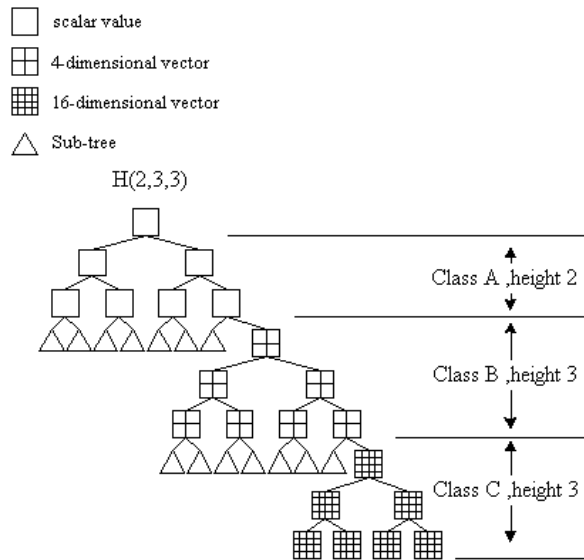 scalar value
4-dimensional vector
16-dimensional vector
Sub-tree
H(2,3,3)
Class A ,height 2
Class B ,height 3
Class C ,height 3